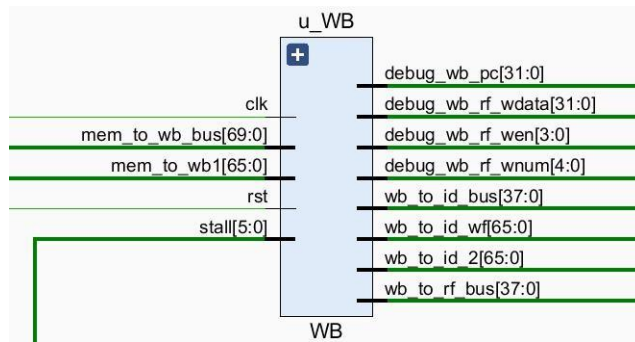 u_WB
+
clk
mem_to_wb_bus[69:0]
mem_to_wb1[65:0]
rst
stall[5:0]
debug_wb_pc[31:0]
debug_wb_rf_wdata[31:0]
debug_wb_rf_wen[3:0]
debug_wb_rf_wnum[4:0]
wb_to_id_bus[37:0]
wb_to_id_wf[65:0]
wb_to_id_2[65:0]
wb_to_rf_bus[37:0]
WB